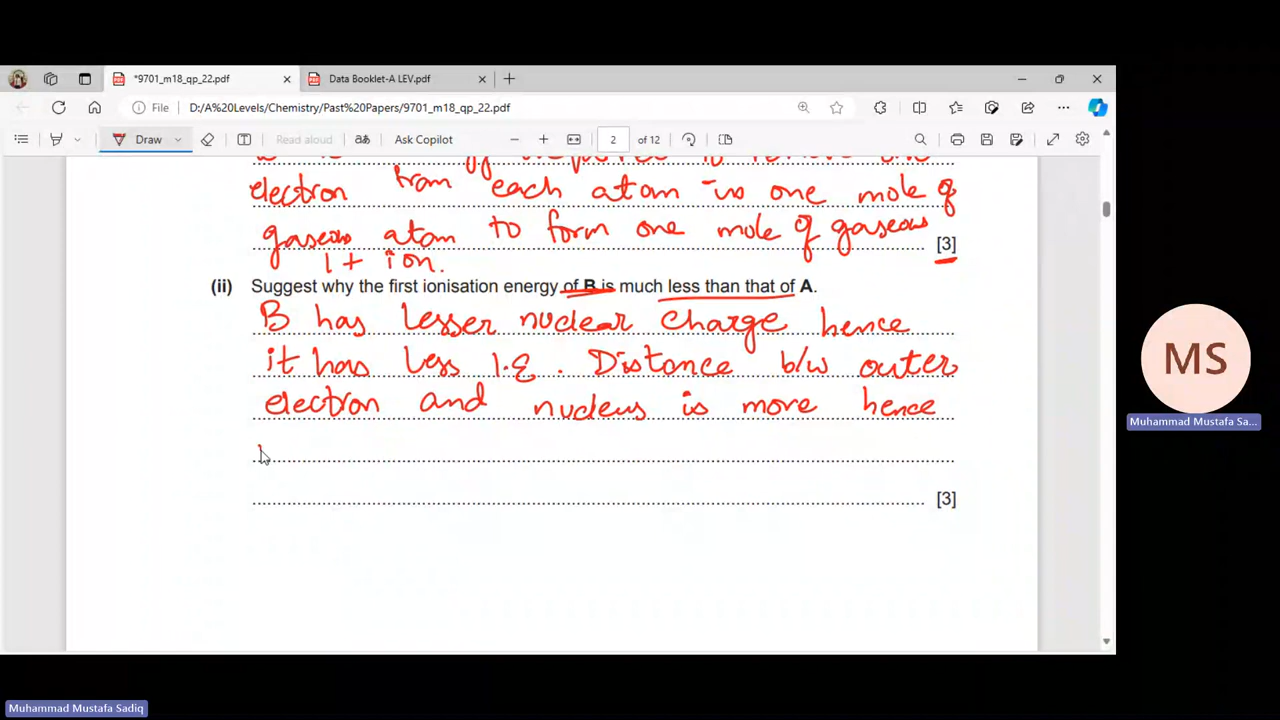 *9701_m18_qp_22.pdf
Data Booklet-A LEV.pdf
File
D:/A%20Levels/Chemistry/Past%20Papers/9701_m18_qp_22.pdf
Draw
Read aloud
Ask Copilot
2
of 12
electron from each atom in one mole of
gaseous atom to form one mole of gaseous [3]
1+ ion.
(ii) Suggest why the first ionisation energy of B is much less than that of A.
B has lesser nuclear charge hence
it has less I.E. Distance b/w outer
electron and nucleus is more hence
[3]
MS
Muhammad Mustafa Sa...
Muhammad Mustafa Sadiq